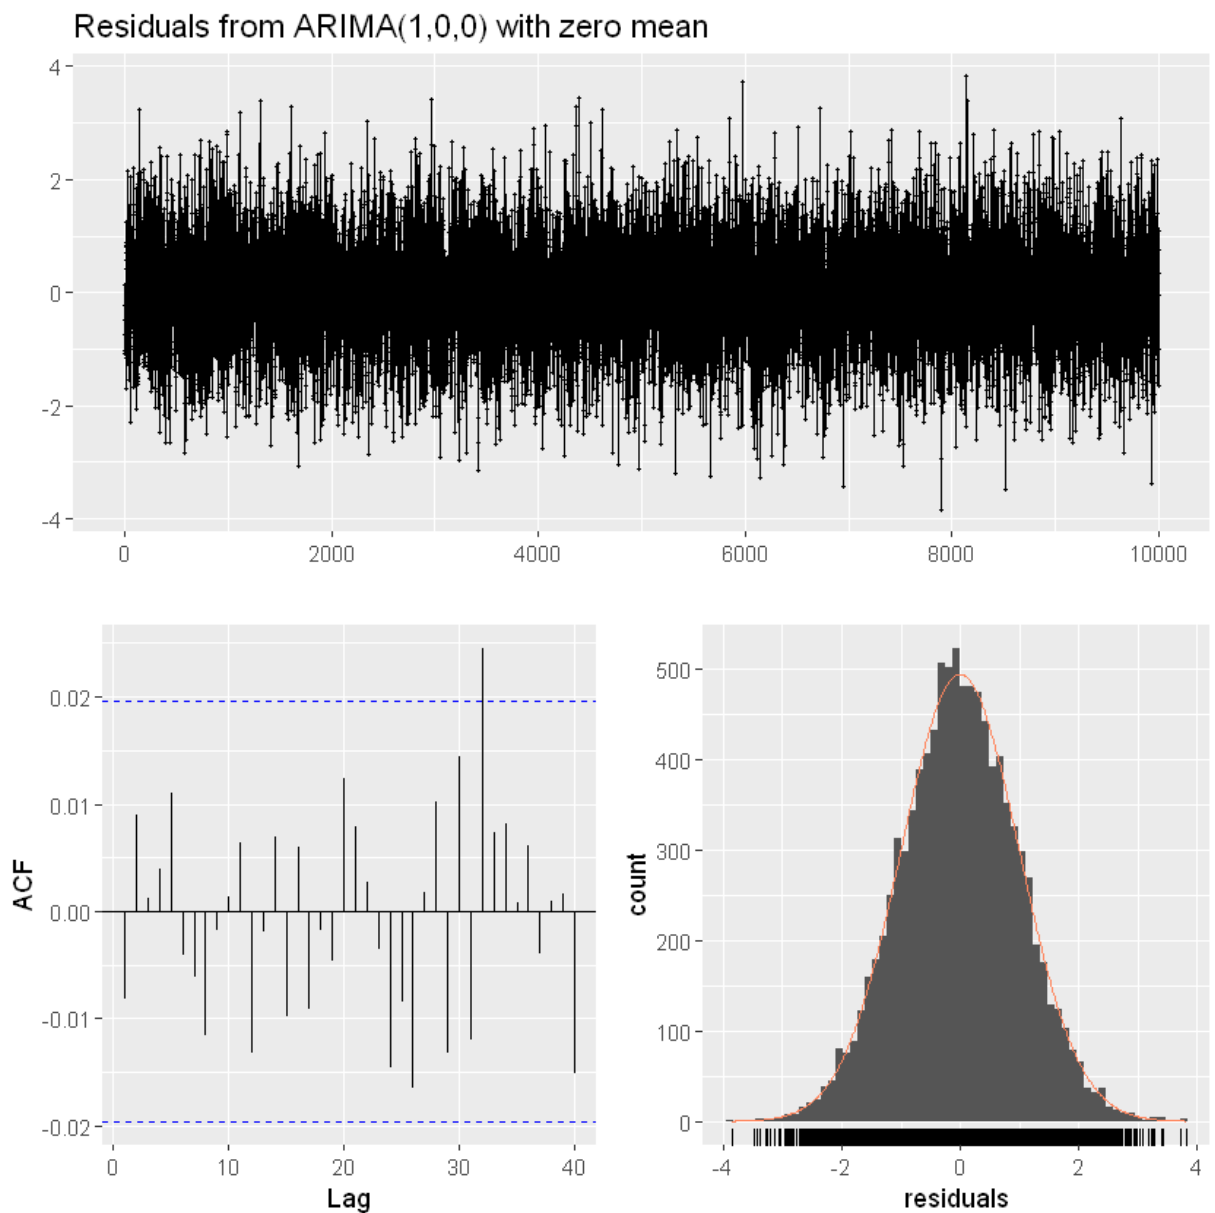 Residuals from ARIMA(1,0,0) with zero mean
4
2
0
-2
-4
0 2000 4000 6000 8000 10000
0.02
0.01
0.00
-0.01
-0.02
ACF
0 10 20 30 40
Lag
500
400
300
200
100
0
count
-4 -2 0 2 4
residuals